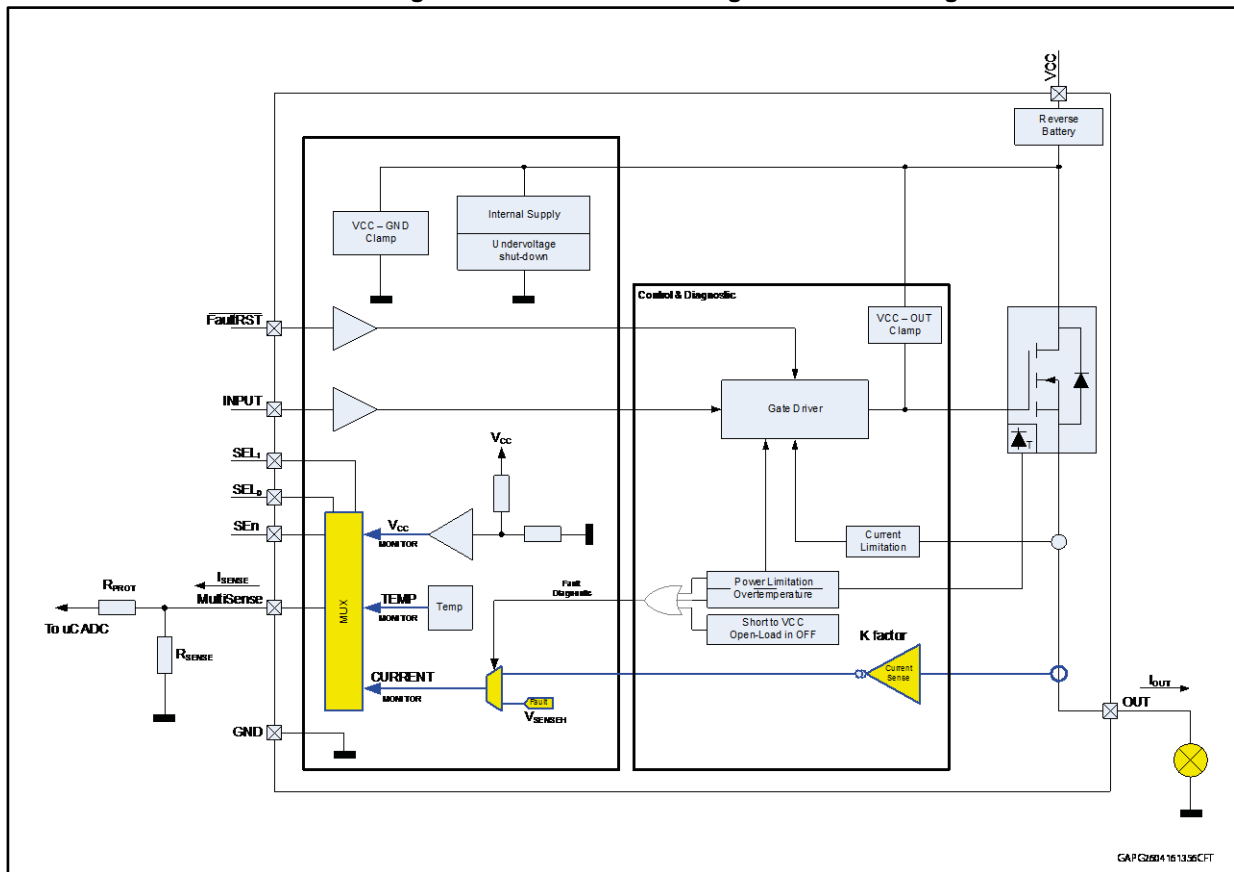 VCC
Reverse
Battery
VCC – GND
Clamp
Internal Supply
Undervoltage
shut-down
Control & Diagnostic
VCC – OUT
Clamp
FaultRST
INPUT
Gate Driver
T
SEL1
SEL0
SEn
VCC
VCC
MONITOR
Current
Limitation
RPROT
ISENSE
MultiSense
To uC ADC
RSENSE
MUX
TEMP
MONITOR
Temp
Fault
Diagnostic
Power Limitation
Overtemperature
Short to VCC
Open-Load in OFF
K factor
Current
Sense
CURRENT
MONITOR
Fault
VSENSEH
GND
IOUT
OUT